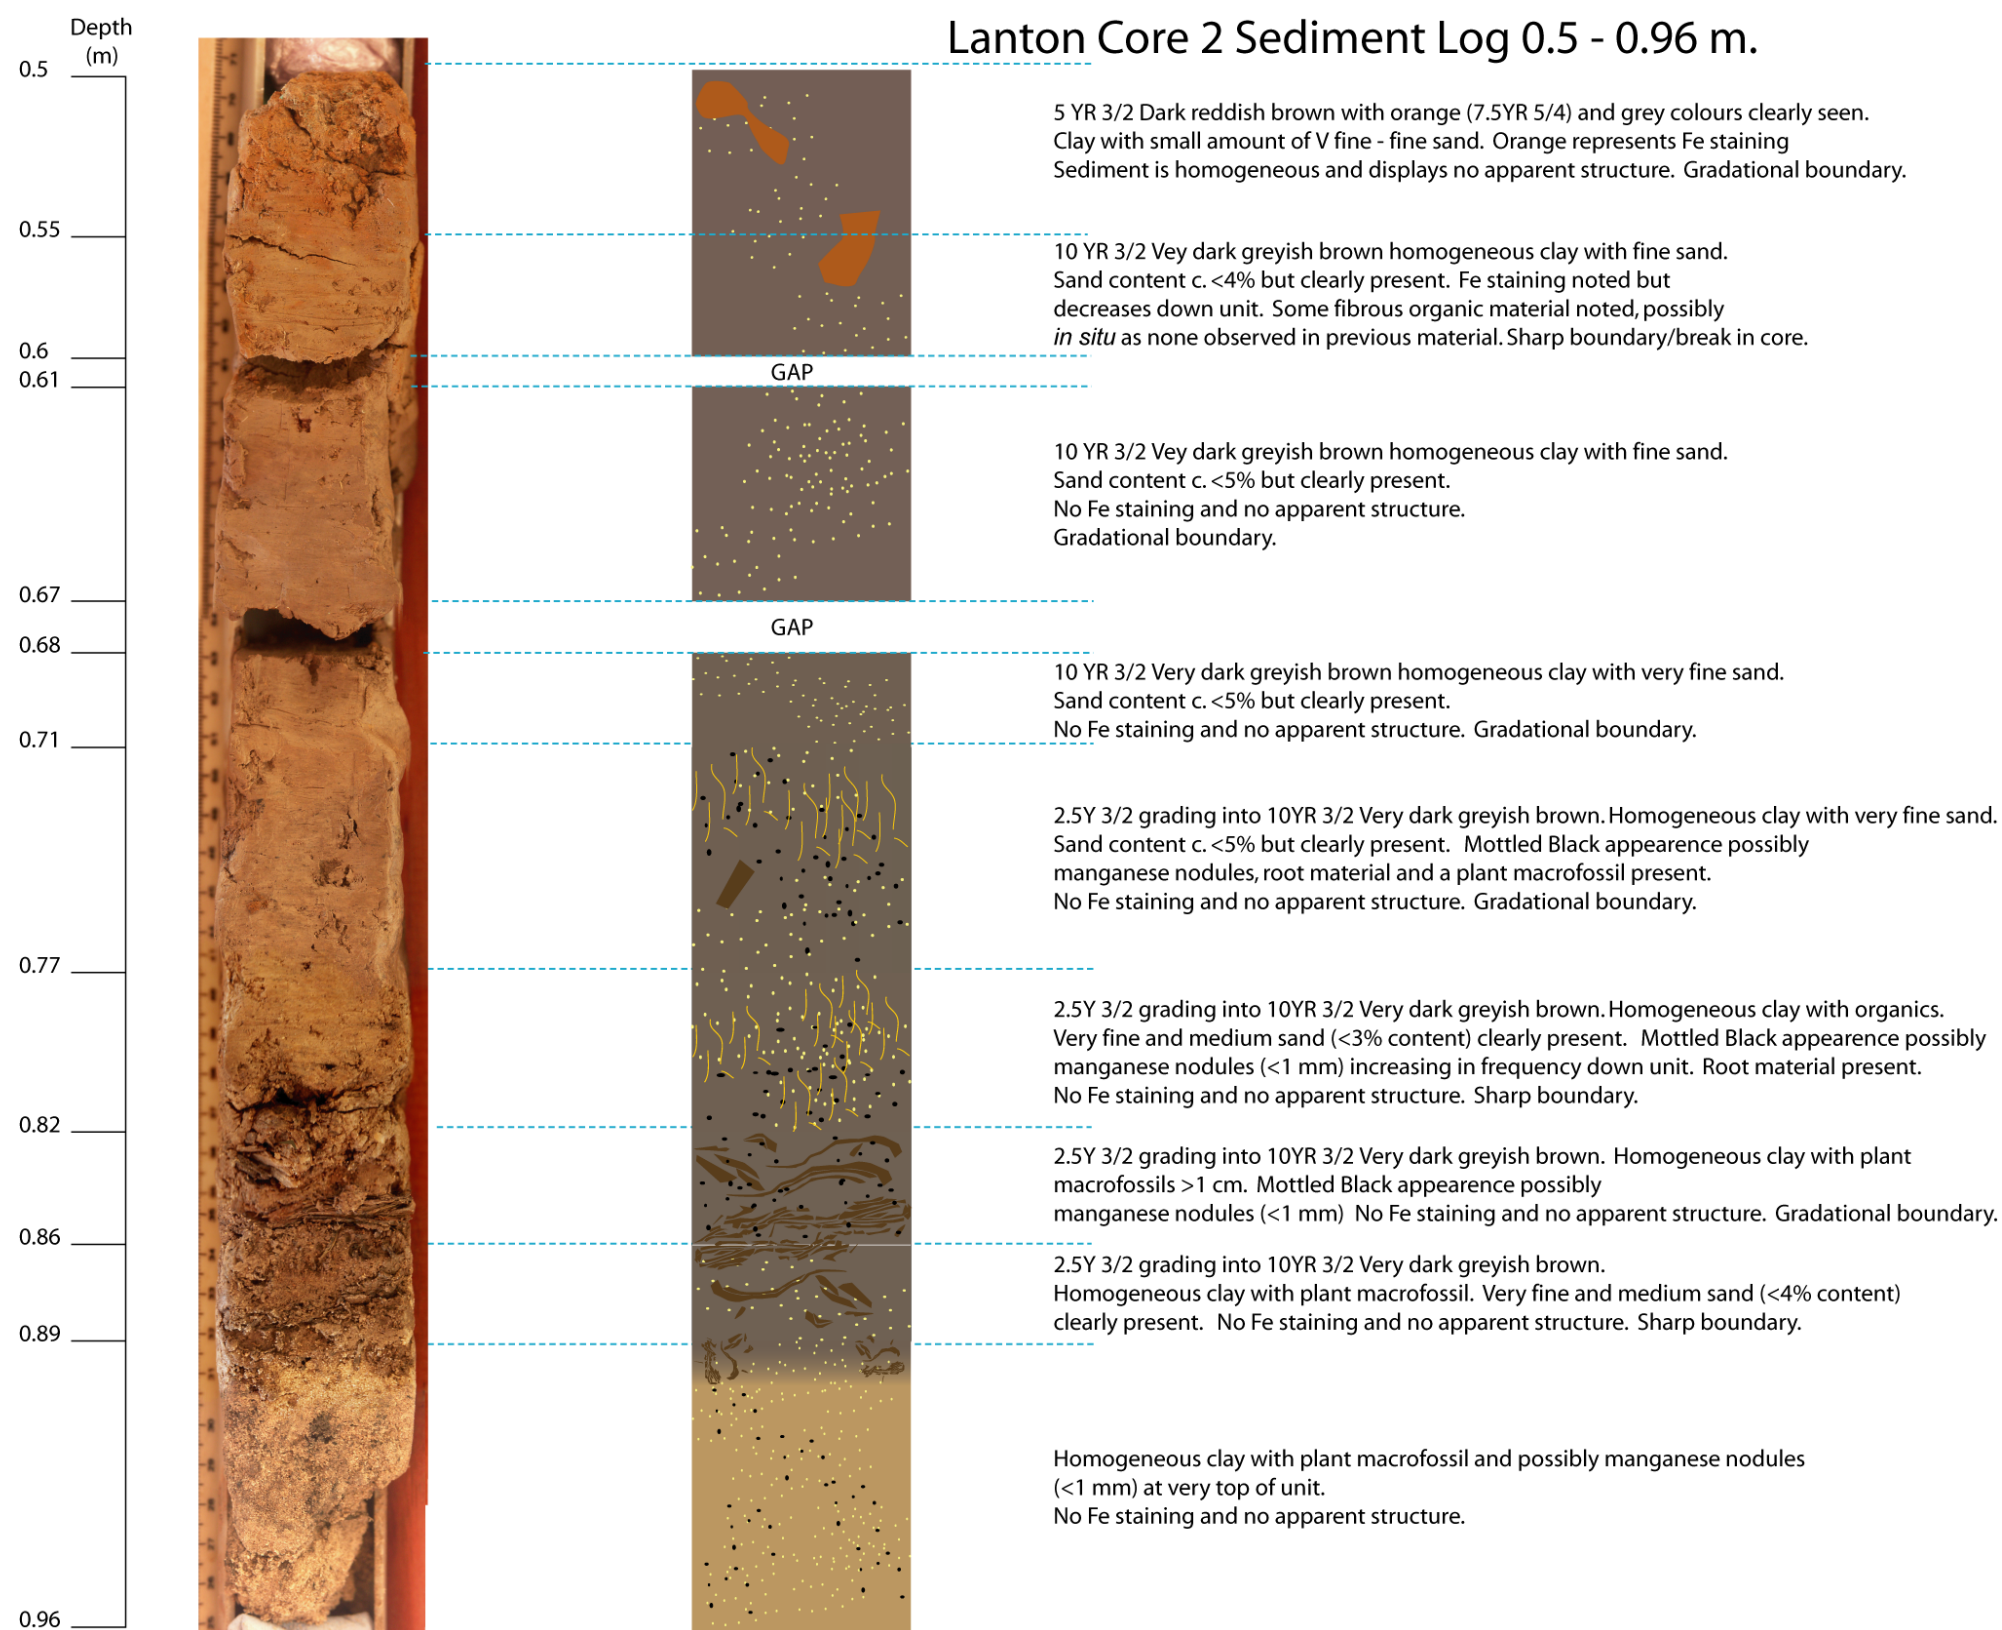 Lanton Core 2 Sediment Log 0.5 - 0.96 m.
Depth
(m)
0.5
5 YR 3/2 Dark reddish brown with orange (7.5YR 5/4) and grey colours clearly seen.
Clay with small amount of V fine - fine sand. Orange represents Fe staining
Sediment is homogeneous and displays no apparent structure. Gradational boundary.
0.55
10 YR 3/2 Vey dark greyish brown homogeneous clay with fine sand.
Sand content c. <4% but clearly present. Fe staining noted but
decreases down unit. Some fibrous organic material noted, possibly
in situ as none observed in previous material. Sharp boundary/break in core.
0.6
GAP
0.61
10 YR 3/2 Vey dark greyish brown homogeneous clay with fine sand.
Sand content c. <5% but clearly present.
No Fe staining and no apparent structure.
Gradational boundary.
0.67
GAP
0.68
10 YR 3/2 Very dark greyish brown homogeneous clay with very fine sand.
Sand content c. <5% but clearly present.
No Fe staining and no apparent structure. Gradational boundary.
0.71
2.5Y 3/2 grading into 10YR 3/2 Very dark greyish brown. Homogeneous clay with very fine sand.
Sand content c. <5% but clearly present. Mottled Black appearence possibly
manganese nodules, root material and a plant macrofossil present.
No Fe staining and no apparent structure. Gradational boundary.
0.77
2.5Y 3/2 grading into 10YR 3/2 Very dark greyish brown. Homogeneous clay with organics.
Very fine and medium sand (<3% content) clearly present. Mottled Black appearence possibly
manganese nodules (<1 mm) increasing in frequency down unit. Root material present.
No Fe staining and no apparent structure. Sharp boundary.
0.82
2.5Y 3/2 grading into 10YR 3/2 Very dark greyish brown. Homogeneous clay with plant
macrofossils >1 cm. Mottled Black appearence possibly
manganese nodules (<1 mm) No Fe staining and no apparent structure. Gradational boundary.
0.86
2.5Y 3/2 grading into 10YR 3/2 Very dark greyish brown.
Homogeneous clay with plant macrofossil. Very fine and medium sand (<4% content)
clearly present. No Fe staining and no apparent structure. Sharp boundary.
0.89
Homogeneous clay with plant macrofossil and possibly manganese nodules
(<1 mm) at very top of unit.
No Fe staining and no apparent structure.
0.96